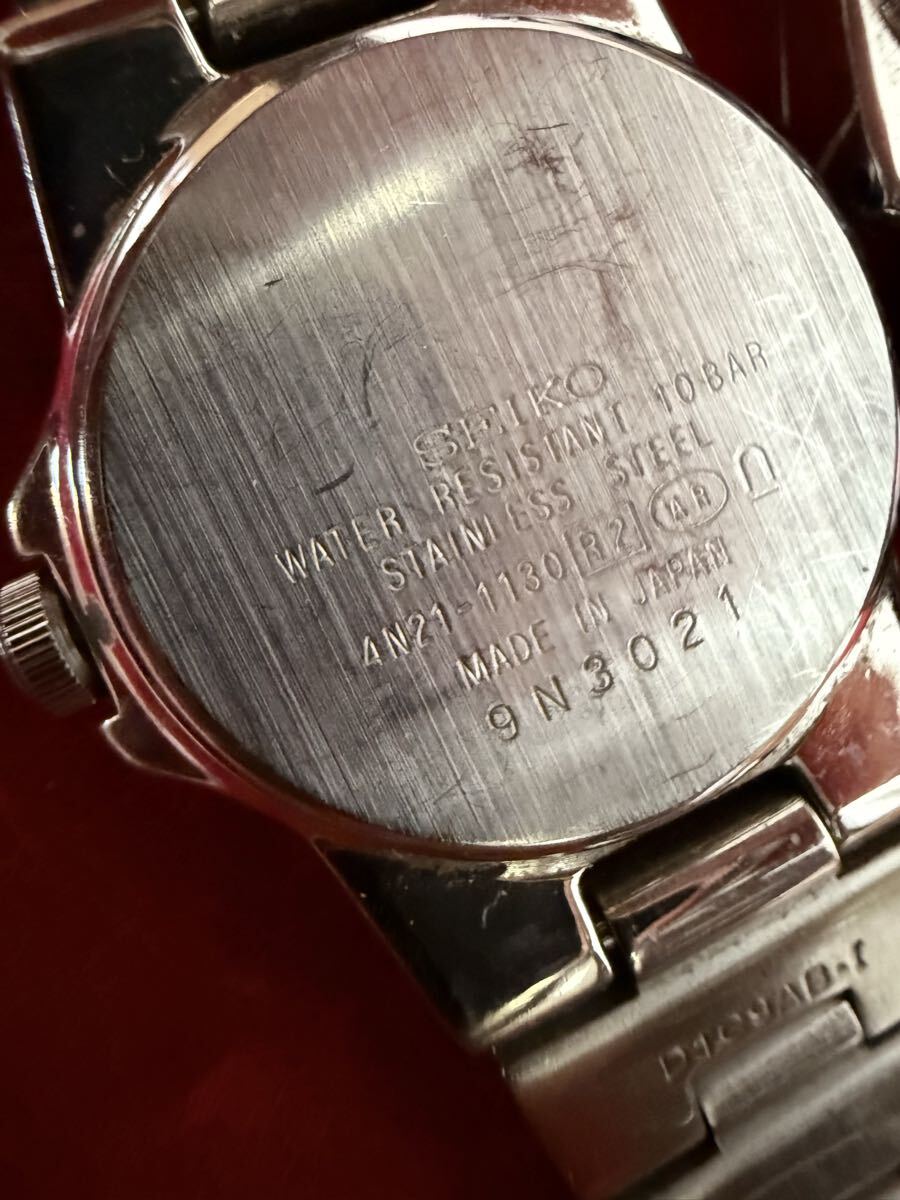 SEIKO
WATER RESISTANT 10BAR
STAINLESS STEEL
4N21-1130 R2 AR
MADE IN JAPAN
9N3021